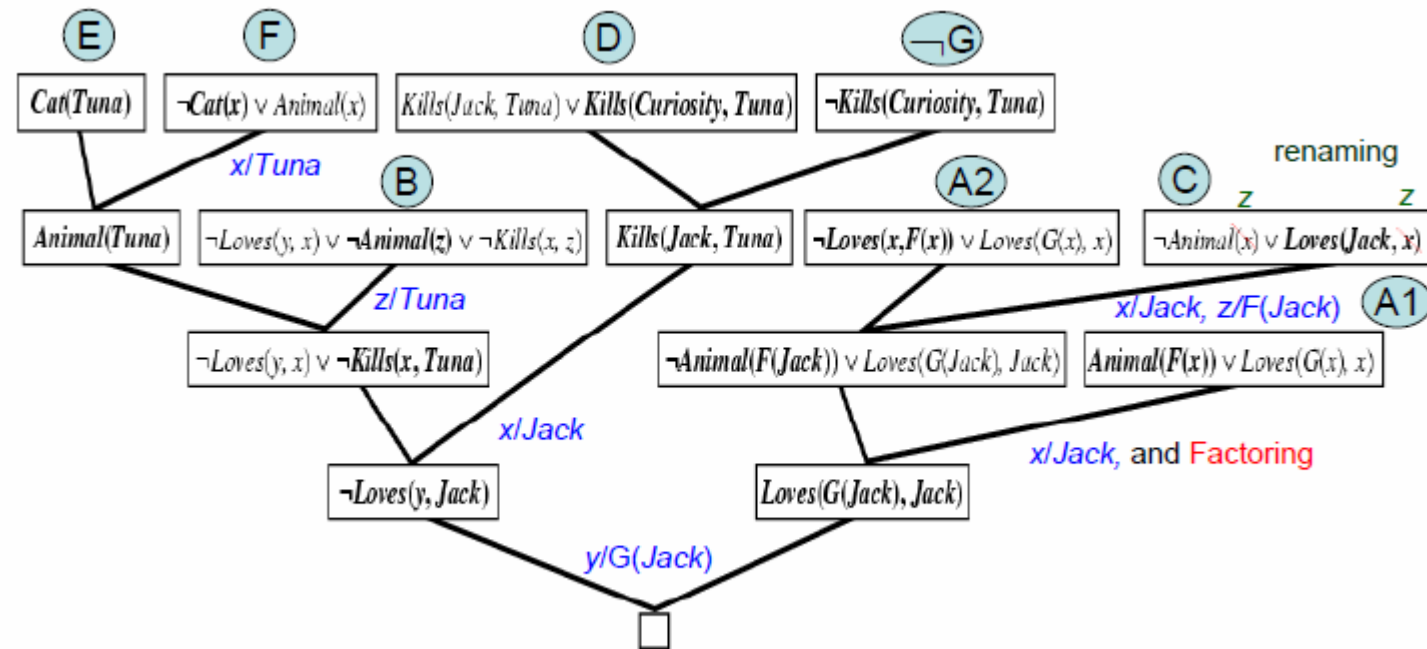 E F D ¬G
Cat(Tuna) ¬Cat(x) ∨ Animal(x) Kills(Jack, Tuna) ∨ Kills(Curiosity, Tuna) ¬Kills(Curiosity, Tuna)
renaming
x/Tuna B A2 C z z
Animal(Tuna) ¬Loves(y, x) ∨ ¬Animal(z) ∨ ¬Kills(x, z) Kills(Jack, Tuna) ¬Loves(x, F(x)) ∨ Loves(G(x), x) ¬Animal(x) ∨ Loves(Jack, x)
z/Tuna x/Jack, z/F(Jack) A1
¬Loves(y, x) ∨ ¬Kills(x, Tuna) ¬Animal(F(Jack)) ∨ Loves(G(Jack), Jack) Animal(F(x)) ∨ Loves(G(x), x)
x/Jack x/Jack, and Factoring
¬Loves(y, Jack) Loves(G(Jack), Jack)
y/G(Jack)